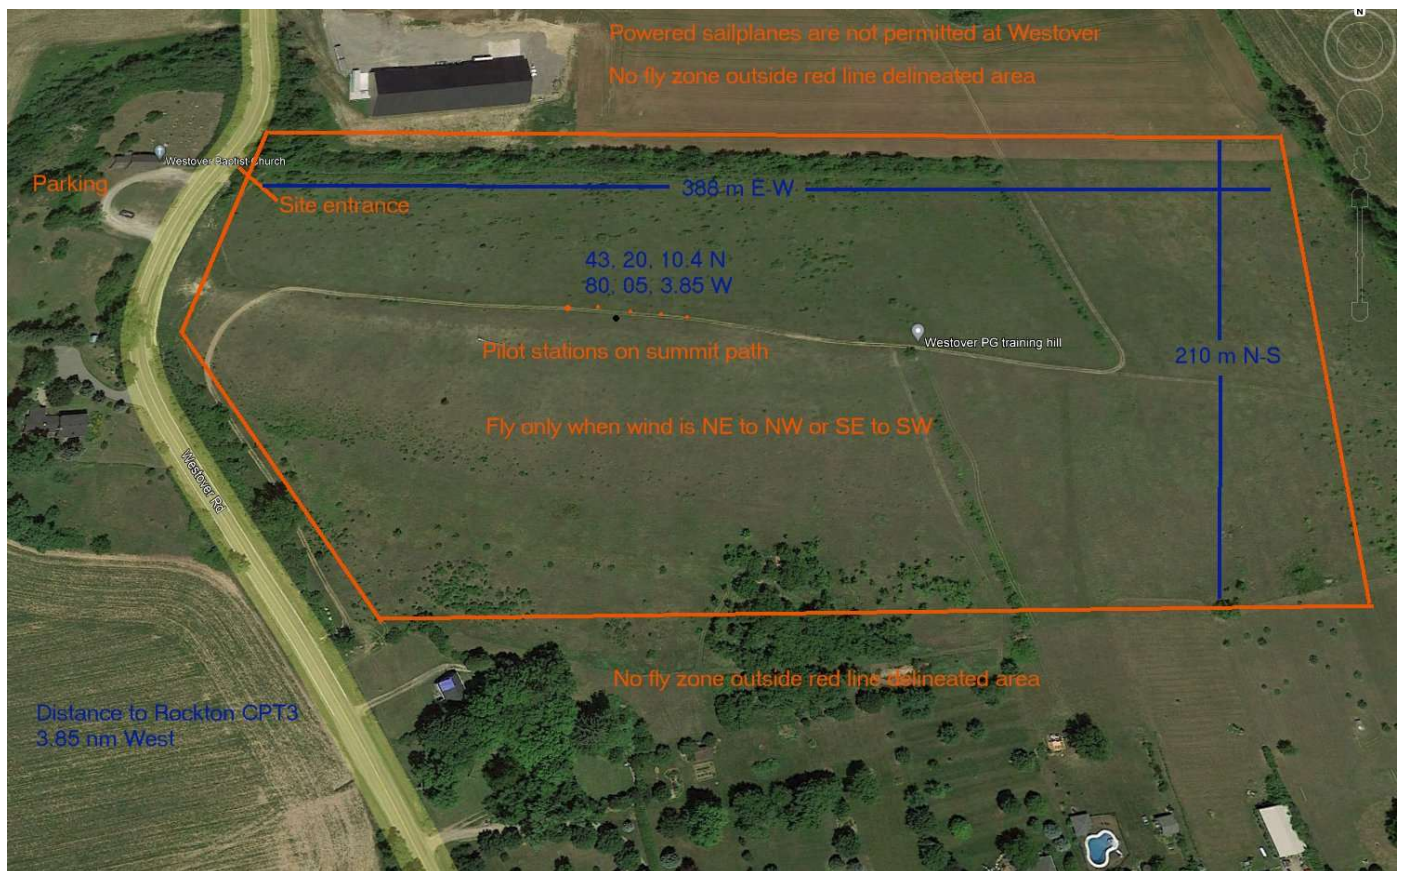 N
Powered sailplanes are not permitted at Westover
No fly zone outside red line delineated area
Westover Baptist Church
Parking
388 m E-W
Site entrance
43, 20, 10.4 N
80, 05, 3.85 W
Westover PG training hill
Pilot stations on summit path
210 m N-S
Fly only when wind is NE to NW or SE to SW
Westover Rd
No fly zone outside red line delineated area
Distance to Rockton CPT3
3.85 nm West